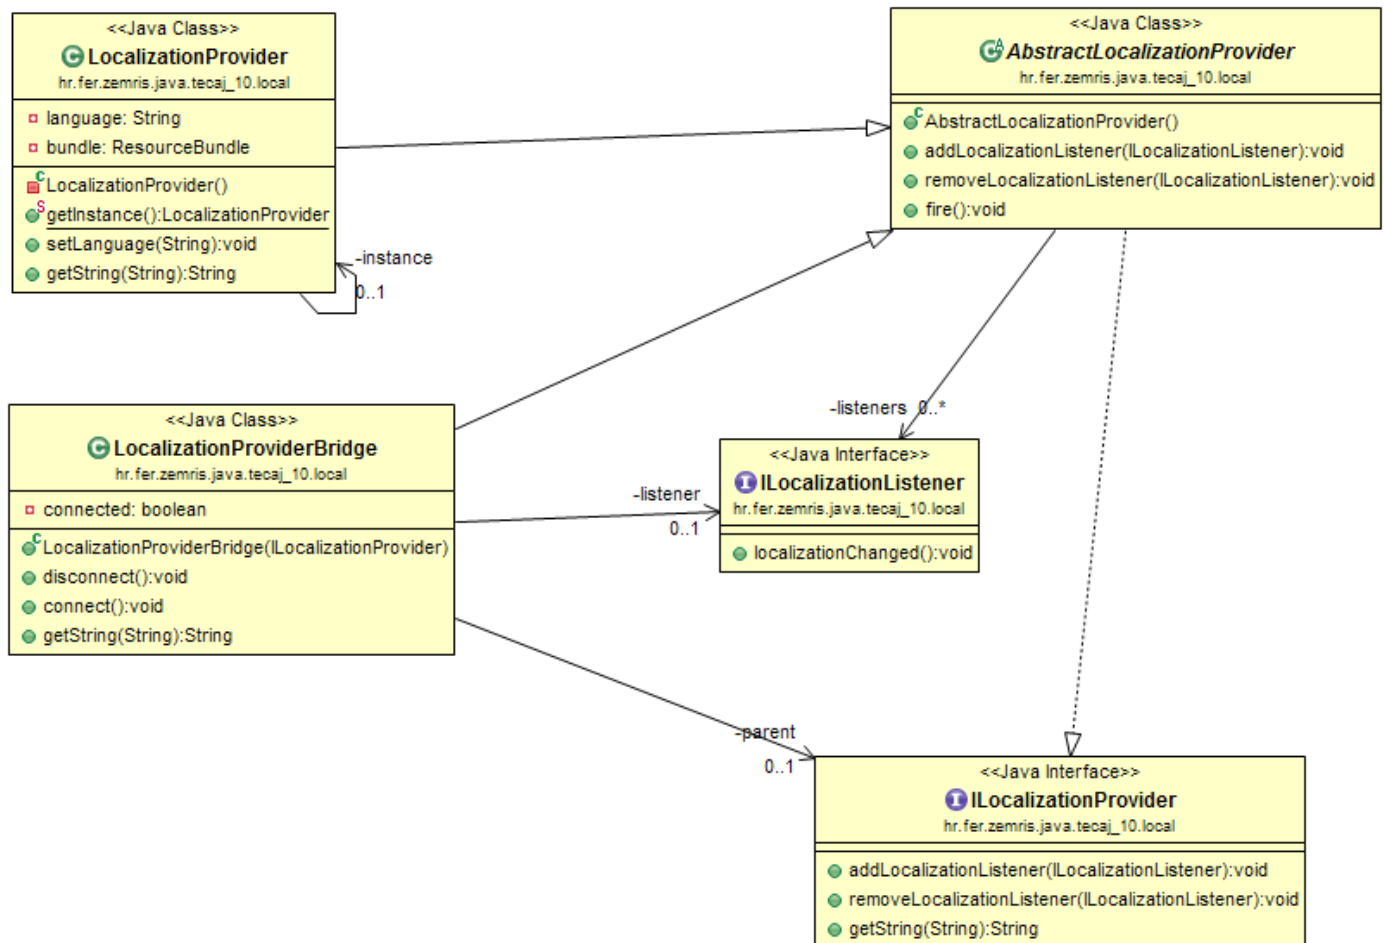 <<Java Class>>
LocalizationProvider
hr.fer.zemris.java.tecaj_10.local
language: String
bundle: ResourceBundle
LocalizationProvider()
getInstance():LocalizationProvider
setLanguage(String):void
getString(String):String
-instance
0..1
<<Java Class>>
AbstractLocalizationProvider
hr.fer.zemris.java.tecaj_10.local
AbstractLocalizationProvider()
addLocalizationListener(ILocalizationListener):void
removeLocalizationListener(ILocalizationListener):void
fire():void
<<Java Class>>
LocalizationProviderBridge
hr.fer.zemris.java.tecaj_10.local
connected: boolean
LocalizationProviderBridge(ILocalizationProvider)
disconnect():void
connect():void
getString(String):String
-listeners 0..*
-listener
0..1
<<Java Interface>>
ILocalizationListener
hr.fer.zemris.java.tecaj_10.local
localizationChanged():void
-parent
0..1
<<Java Interface>>
ILocalizationProvider
hr.fer.zemris.java.tecaj_10.local
addLocalizationListener(ILocalizationListener):void
removeLocalizationListener(ILocalizationListener):void
getString(String):String